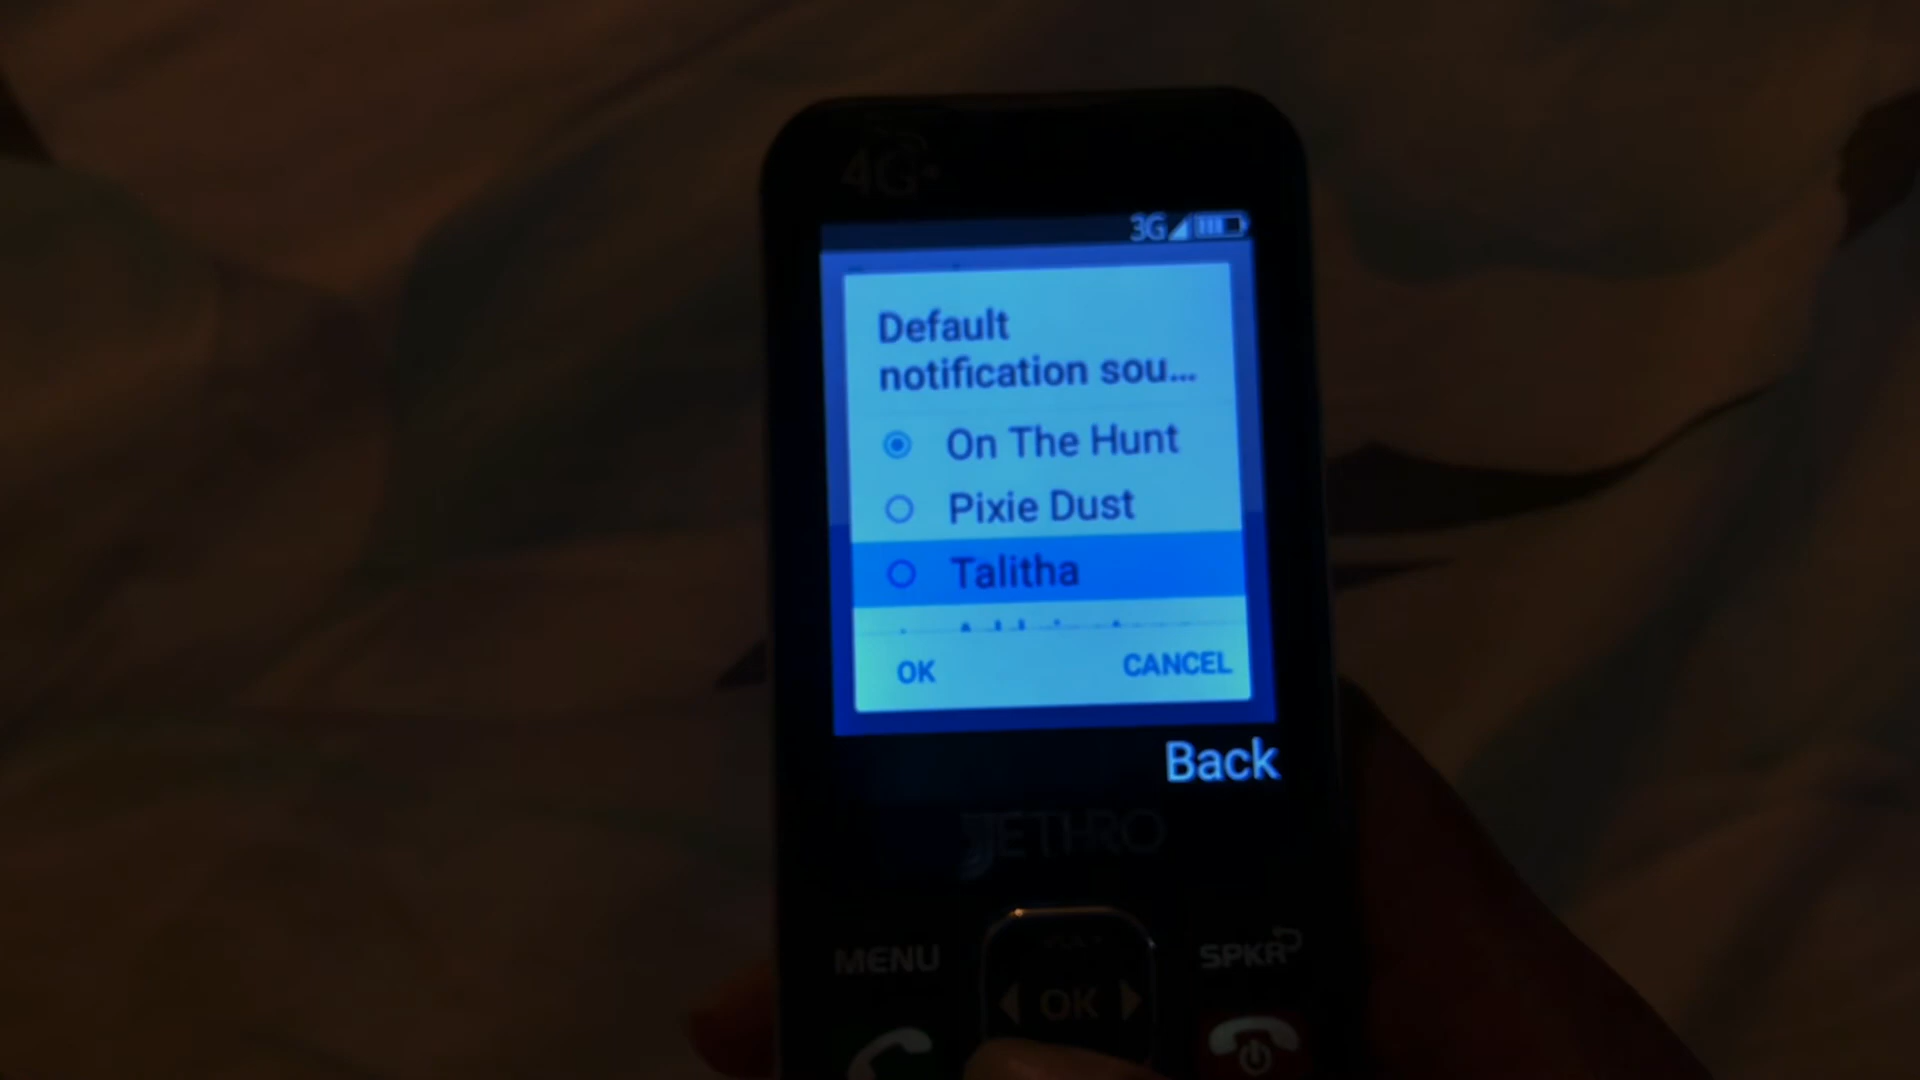 4G
3G
Default
notification sou...
On The Hunt
Pixie Dust
Talitha
OK
CANCEL
Back
JETHRO
MENU
SPKR
OK